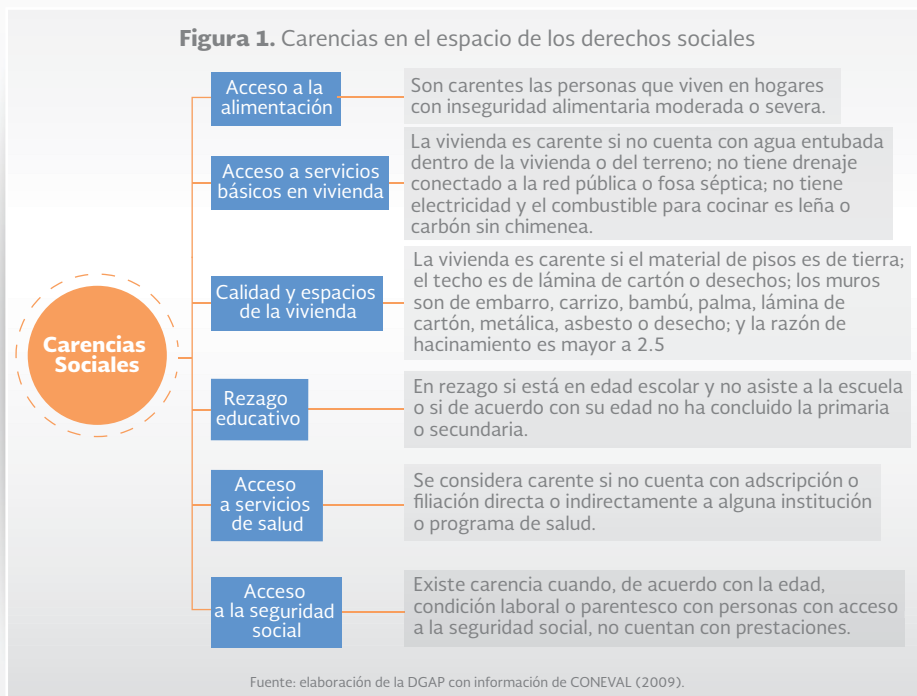 Figura 1. Carencias en el espacio de los derechos sociales
Carencias
Sociales
Acceso a la
alimentación
Son carentes las personas que viven en hogares
con inseguridad alimentaria moderada o severa.
Acceso a servicios
básicos en vivienda
La vivienda es carente si no cuenta con agua entubada
dentro de la vivienda o del terreno; no tiene drenaje
conectado a la red pública o fosa séptica; no tiene
electricidad y el combustible para cocinar es leña o
carbón sin chimenea.
Calidad y espacios
de la vivienda
La vivienda es carente si el material de pisos es de tierra;
el techo es de lámina de cartón o desechos; los muros
son de embarro, carrizo, bambú, palma, lámina de
cartón, metálica, asbesto o desecho; y la razón de
hacinamiento es mayor a 2.5
Rezago
educativo
En rezago si está en edad escolar y no asiste a la escuela
o si de acuerdo con su edad no ha concluido la primaria
o secundaria.
Acceso
a servicios
de salud
Se considera carente si no cuenta con adscripción o
filiación directa o indirectamente a alguna institución
o programa de salud.
Acceso
a la seguridad
social
Existe carencia cuando, de acuerdo con la edad,
condición laboral o parentesco con personas con acceso
a la seguridad social, no cuentan con prestaciones.
Fuente: elaboración de la DGAP con información de CONEVAL (2009).